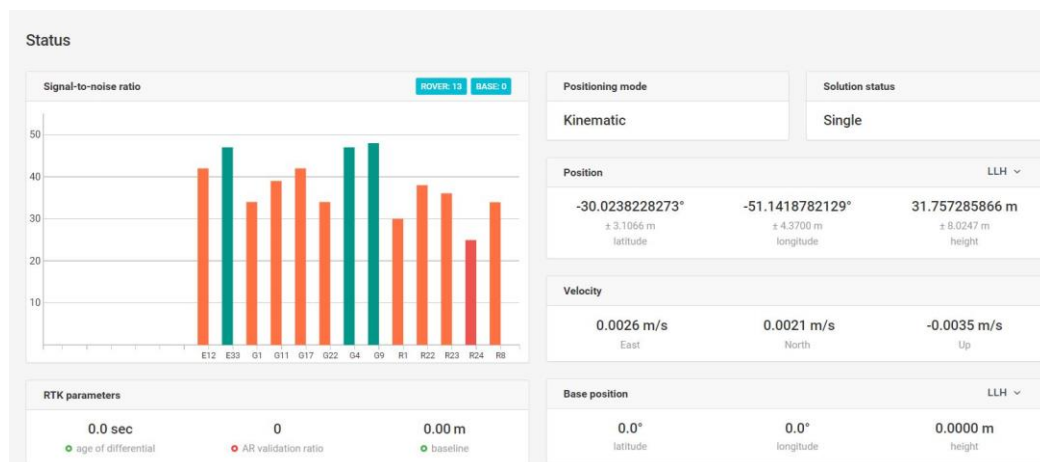 Status
Signal-to-noise ratio
ROVER: 13 BASE: 0
50
40
30
20
10
E12 E33 G1 G11 G17 G22 G4 G9 R1 R22 R23 R24 R8
Positioning mode
Kinematic
Solution status
Single
Position
LLH
-30.0238228273° -51.1418782129° 31.757285866 m
± 3.1066 m ± 4.3700 m ± 8.0247 m
latitude longitude height
Velocity
0.0026 m/s 0.0021 m/s -0.0035 m/s
East North Up
RTK parameters
0.0 sec 0 0.00 m
age of differential AR validation ratio baseline
Base position
LLH
0.0° 0.0° 0.0000 m
latitude longitude height